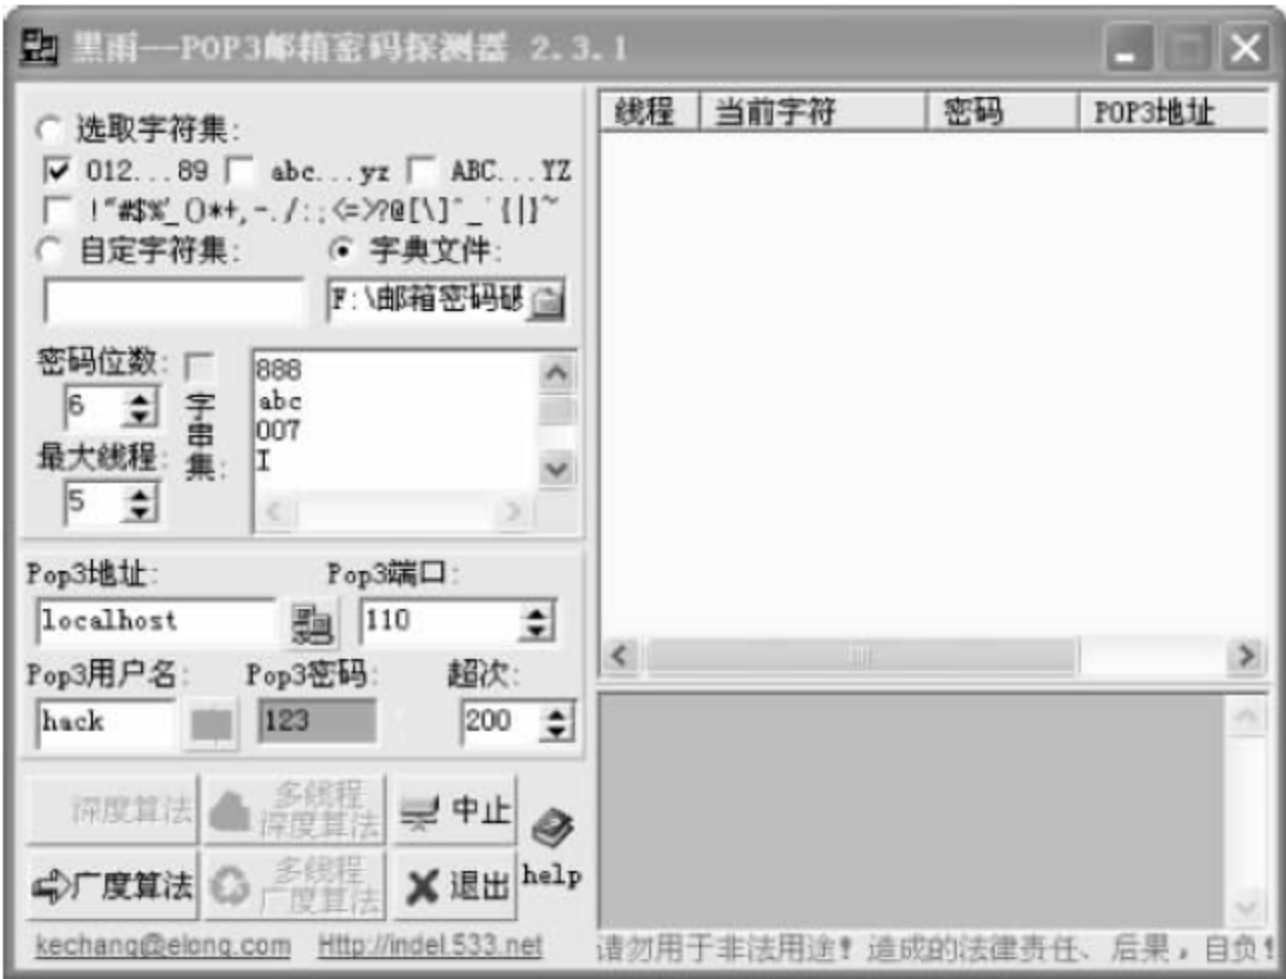 黑雨——POP3邮箱密码探测器 2.3.1
选取字符集:
012...89 abc...yz ABC...YZ
!"#$%'_()*+,-./:;<=>?@[\]^_`{|}~
自定字符集: 字典文件:
F:\邮箱密码
密码位数: 6
最大线程: 5
字串集:
888
abc
007
I
Pop3地址: Pop3端口:
localhost 110
Pop3用户名: Pop3密码: 超次:
hack 123 200
深度算法 多线程深度算法 中止
广度算法 多线程广度算法 退出 help
kechang@elong.com Http://indel.533.net
线程 当前字符 密码 POP3地址
请勿用于非法用途! 造成的法律责任、后果,自负!